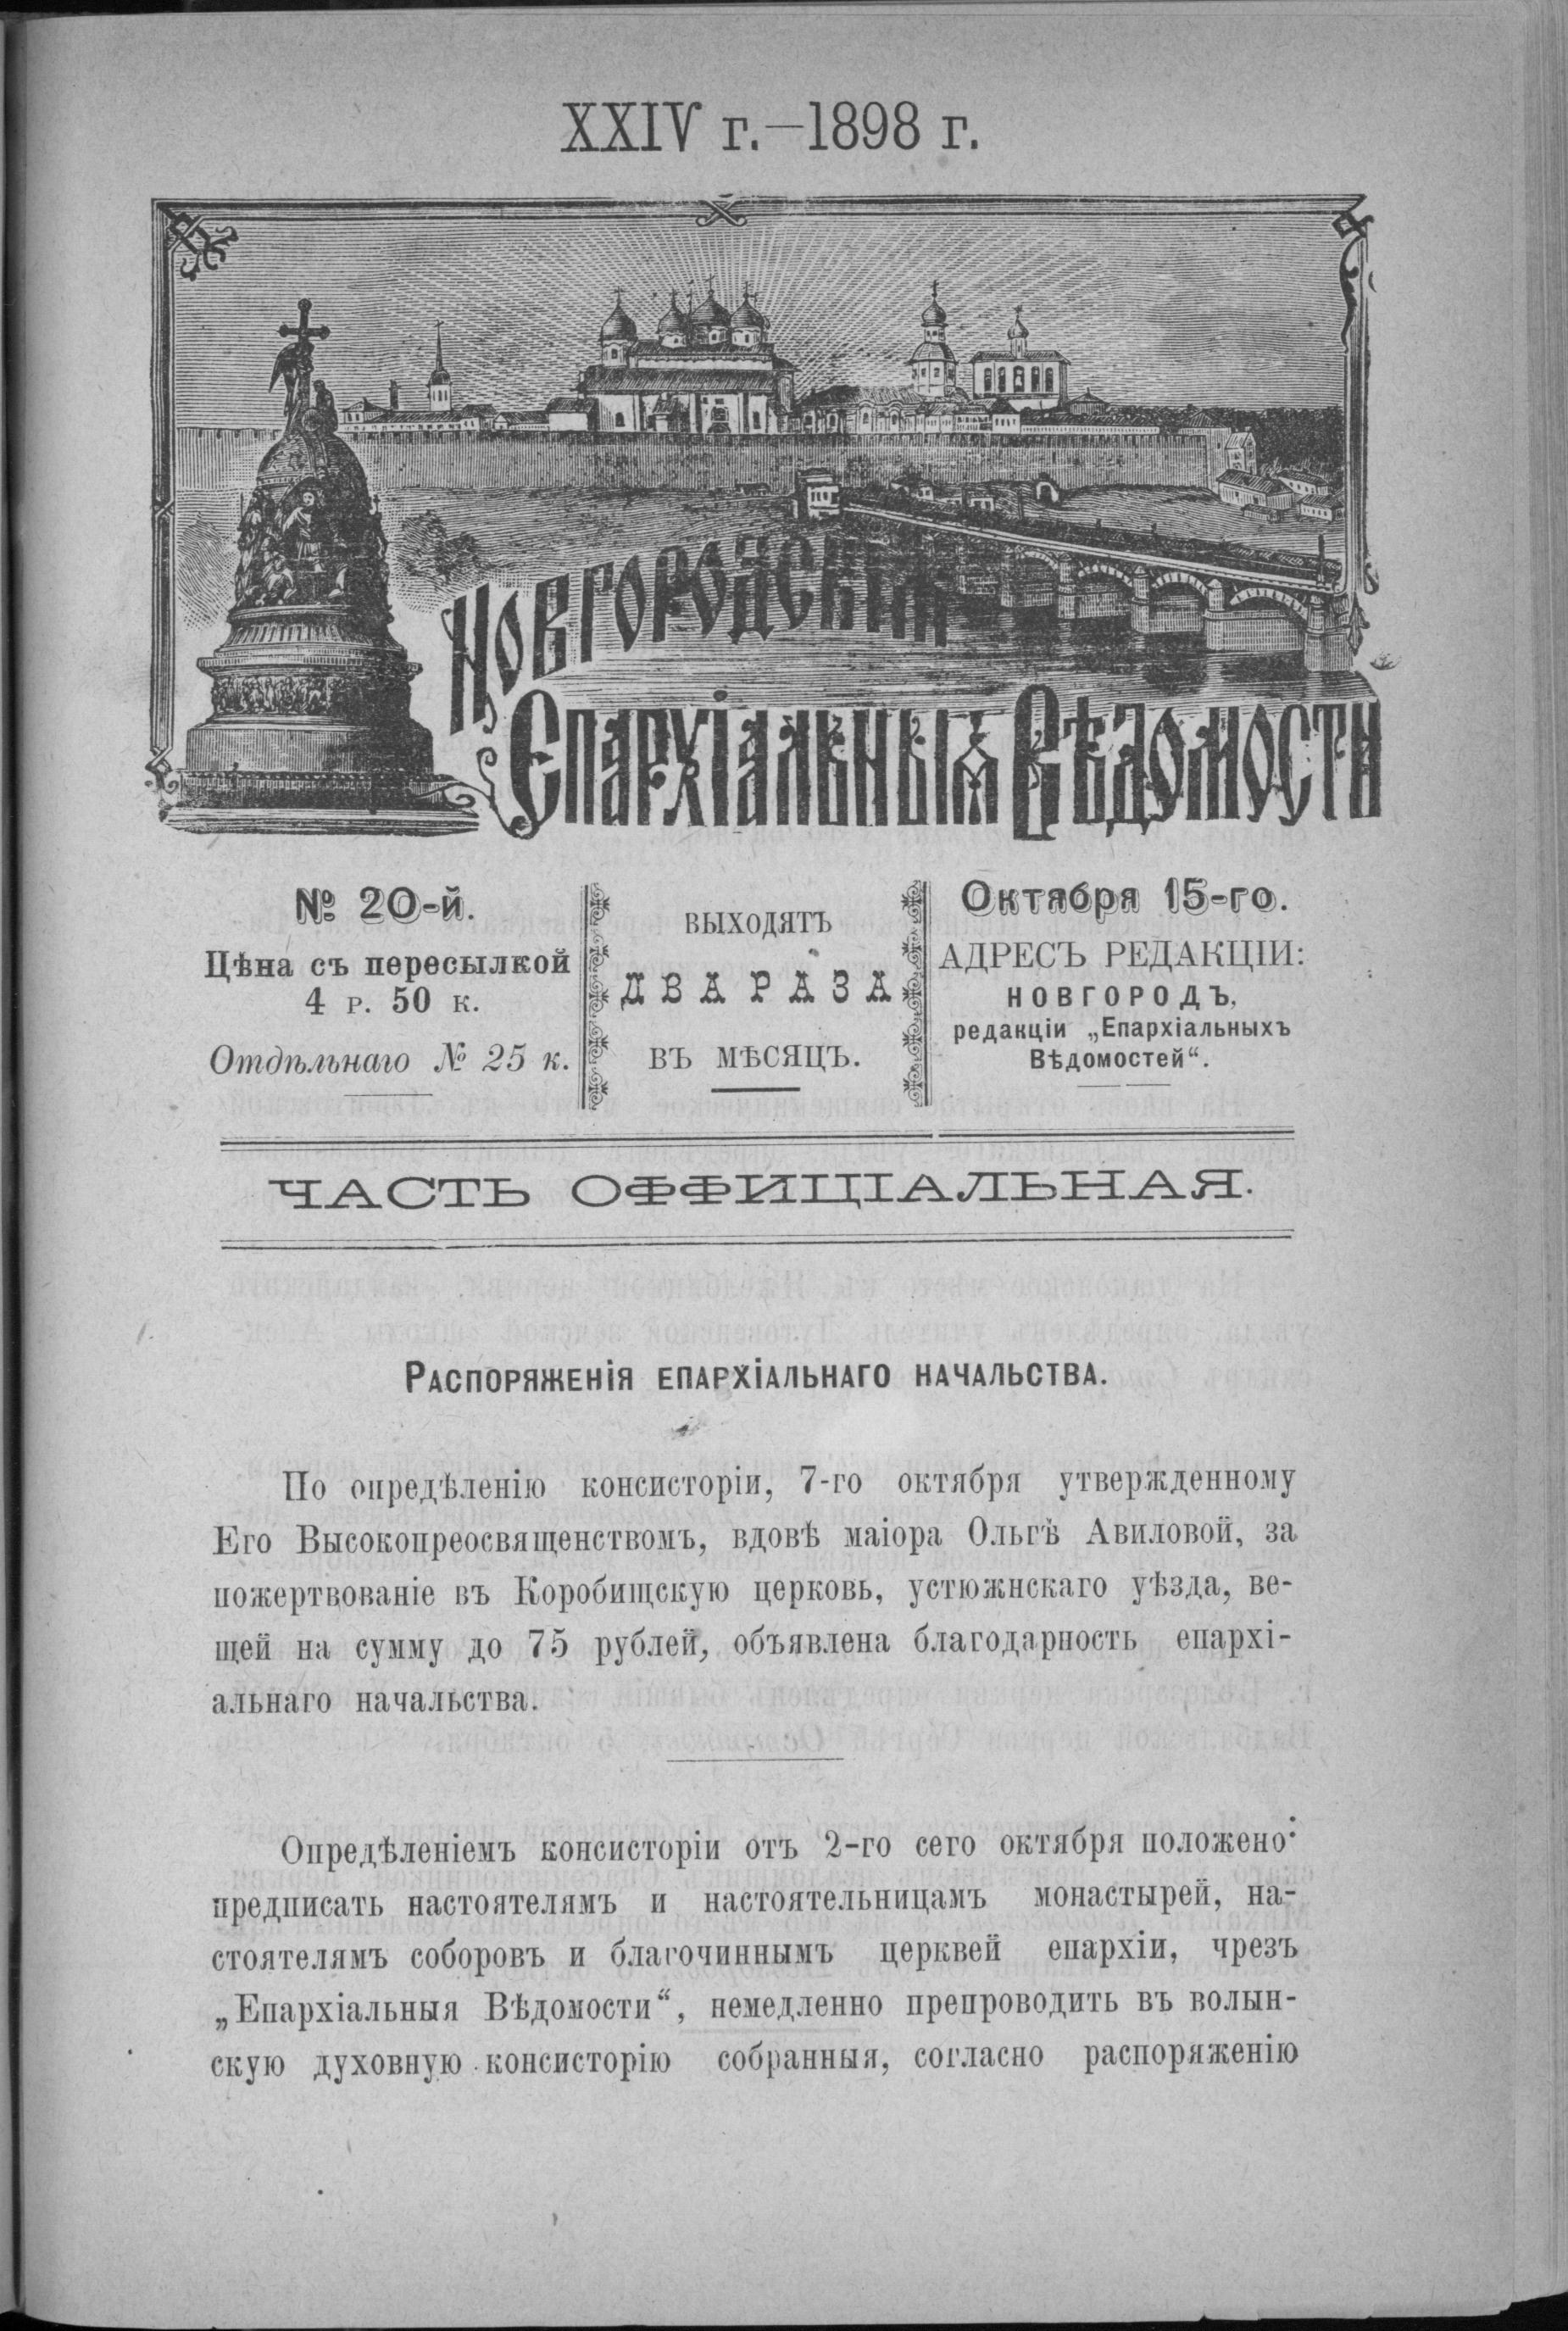 XXIV г.—1898 г.
Новгородскія
Епархіальныя Вѣдомости
№ 20-й.
Цѣна съ пересылкой
4 р. 50 к.
Отдѣльнаго № 25 к.
ВЫХОДЯТЪ
ДВА РАЗА
ВЪ МѢСЯЦЪ.
Октября 15-го.
АДРЕСЪ РЕДАКЦІИ:
НОВГОРОДЪ,
редакціи „Епархіальныхъ
Вѣдомостей“.
ЧАСТЬ ОФФИЦІАЛЬНАЯ.
Распоряженія епархіальнаго начальства.
По опредѣленію консисторіи, 7-го октября утвержденному
Его Высокопреосвященствомъ, вдовѣ маіора Ольгѣ Авиловой, за
пожертвованіе въ Коробищскую церковь, устюжнскаго уѣзда, ве-
щей на сумму до 75 рублей, объявлена благодарность епархі-
альнаго начальства.
Опредѣленіемъ консисторіи отъ 2-го сего октября положено:
предписать настоятелямъ и настоятельницамъ монастырей, на-
стоятелямъ соборовъ и благочиннымъ церквей епархіи, чрезъ
„Епархіальныя Вѣдомости“, немедленно препроводить въ волын-
скую духовную консисторію собранныя, согласно распоряженію